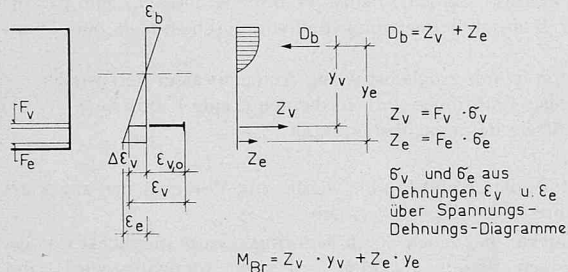 ε_b
D_b
D_b = Z_v + Z_e
y_v
y_e
F_v
F_e
Z_v
Z_e
Z_v = F_v · σ_v
Z_e = F_e · σ_e
Δε_v
ε_v,o
ε_v
ε_e
σ_v und σ_e aus
Dehnungen ε_v u. ε_e
über Spannungs-
Dehnungs-Diagramme
M_Br = Z_v · y_v + Z_e · y_e